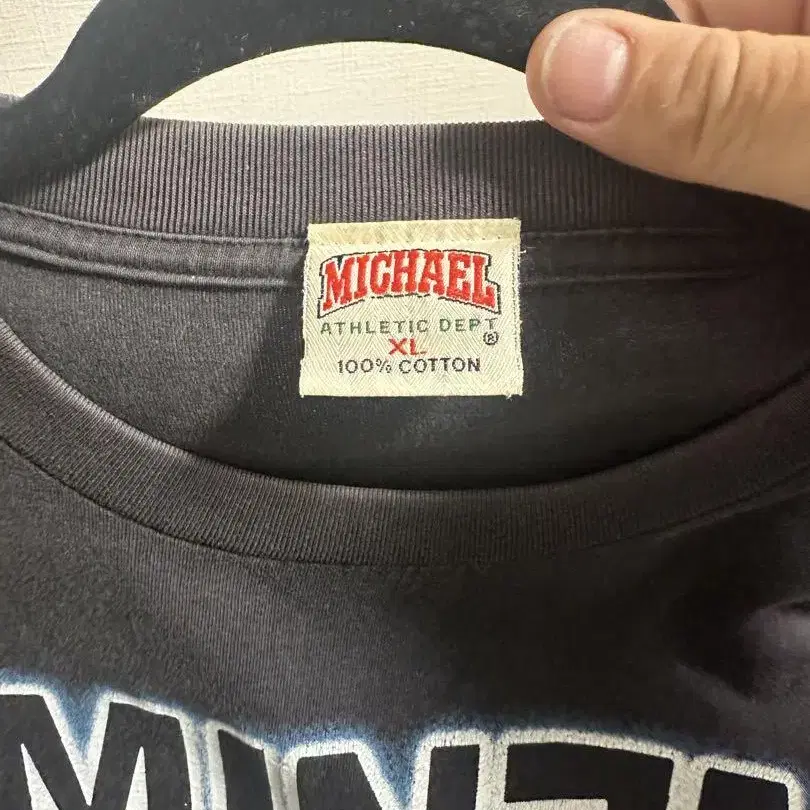 MICHAEL
ATHLETIC DEPT
®
XL
100% COTTON